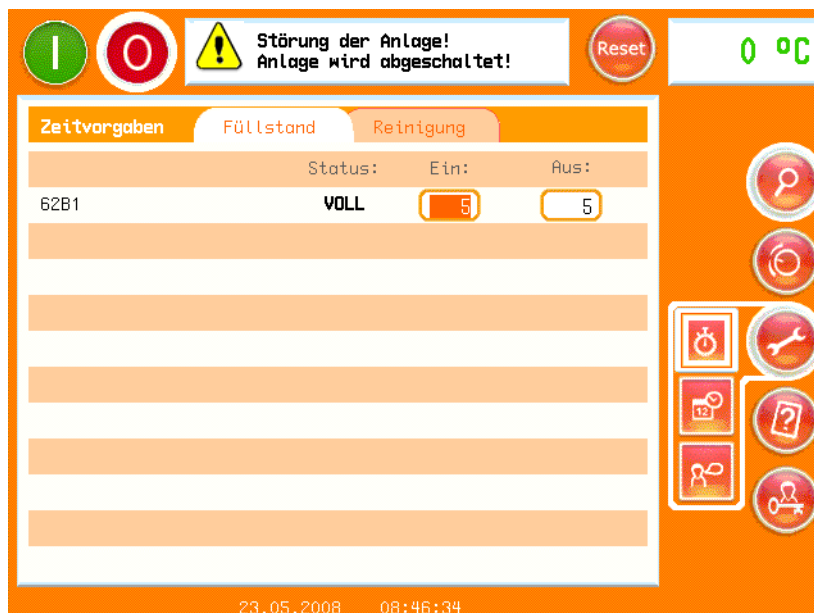 Störung der Anlage!
Anlage wird abgeschaltet!
Reset
0 °C
Zeitvorgaben Füllstand Reinigung
Status: Ein: Aus:
62B1 VOLL 5 5
12
23.05.2008 08:46:34